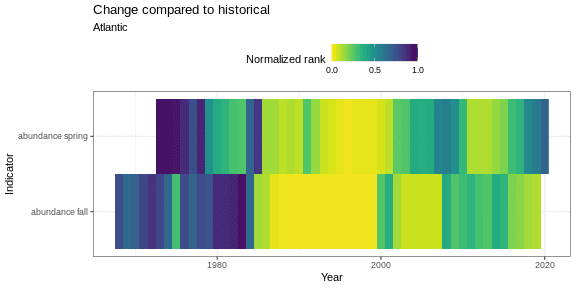 Change compared to historical
Atlantic
Normalized rank
0.0 0.5 1.0
Indicator
abundance spring
abundance fall
1980 2000 2020
Year